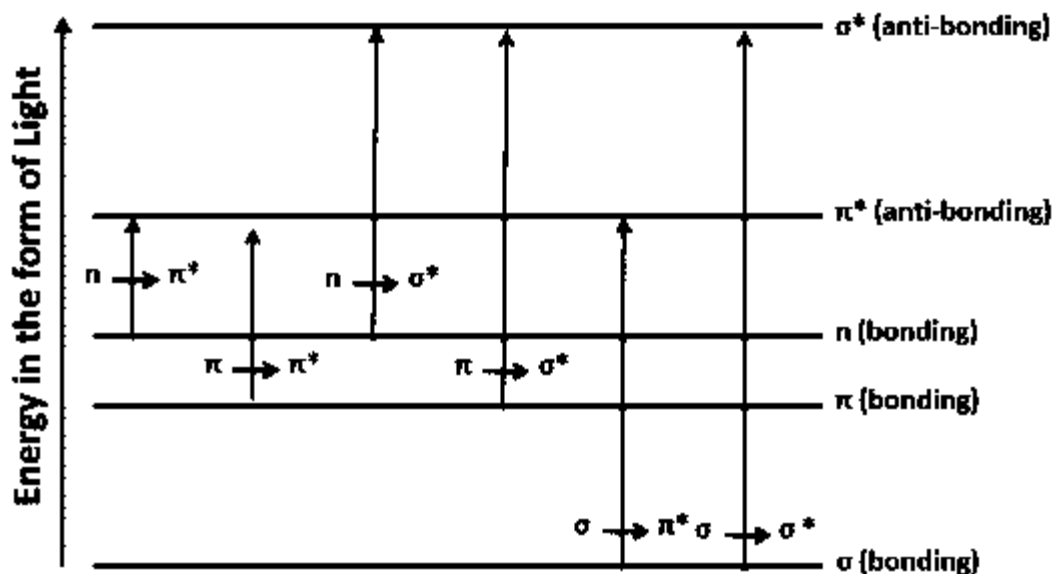 Energy in the form of Light
σ* (anti-bonding)
π* (anti-bonding)
n → π*
n → σ*
n (bonding)
π → π*
π → σ*
π (bonding)
σ → π*
σ → σ*
σ (bonding)